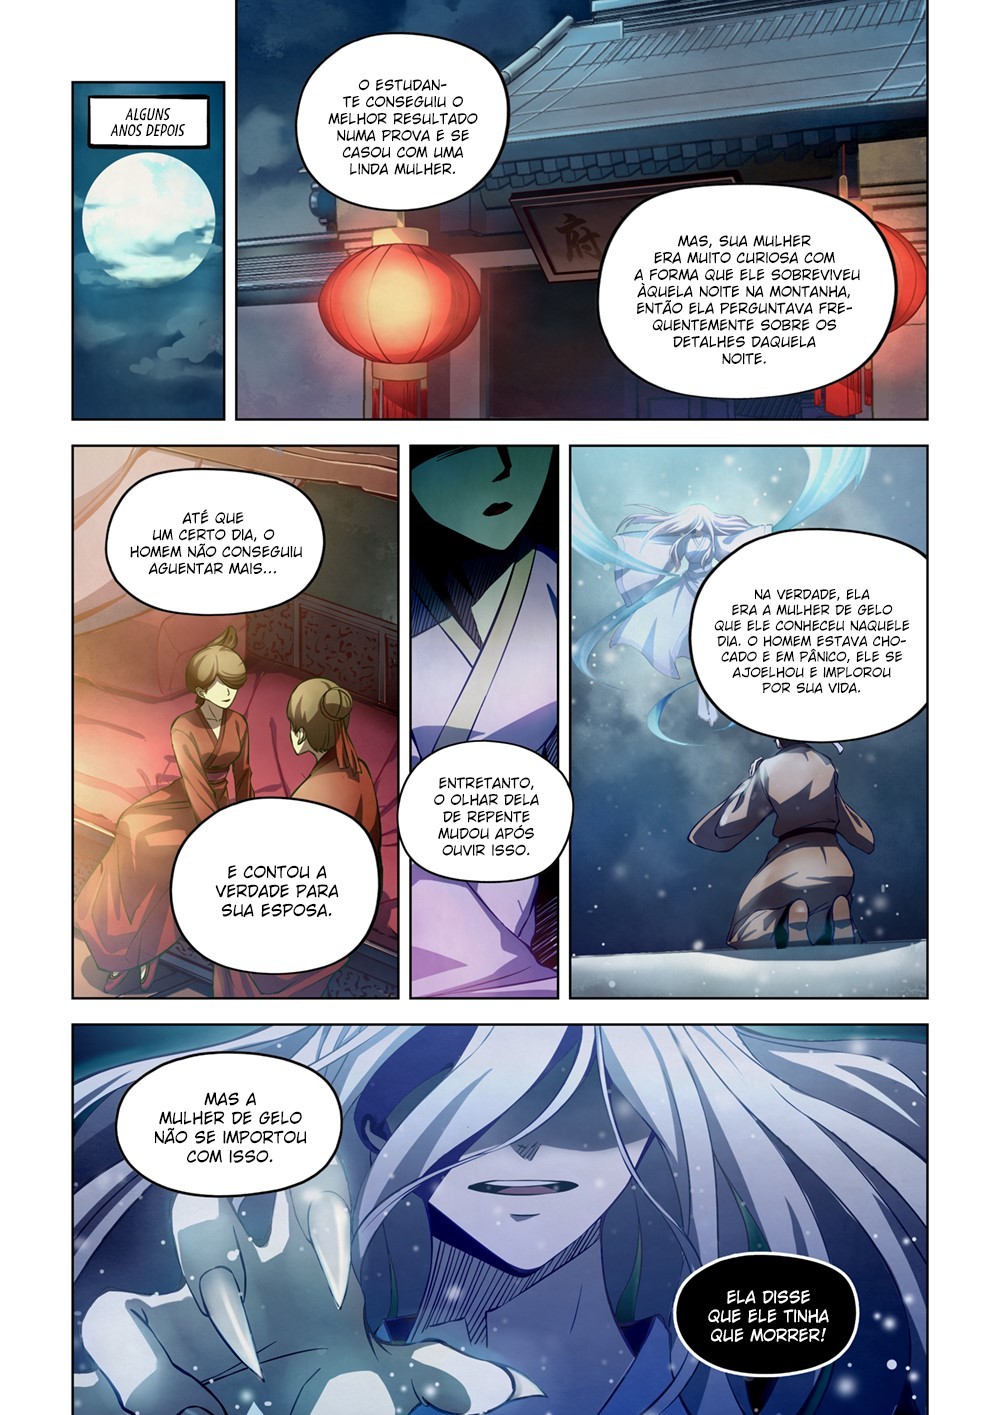 ALGUNS
ANOS DEPOIS
O ESTUDAN-
TE CONSEGUIU O
MELHOR RESULTADO
NUMA PROVA E SE
CASOU COM UMA
LINDA MULHER.
府
MAS, SUA MULHER
ERA MUITO CURIOSA COM
A FORMA QUE ELE SOBREVIVEU
ÀQUELA NOITE NA MONTANHA,
ENTÃO ELA PERGUNTAVA FRE-
QUENTEMENTE SOBRE OS
DETALHES DAQUELA
NOITE.
ATÉ QUE
UM CERTO DIA, O
HOMEM NÃO CONSEGUIU
AGUENTAR MAIS...
E CONTOU A
VERDADE PARA
SUA ESPOSA.
ENTRETANTO,
O OLHAR DELA
DE REPENTE
MUDOU APÓS
OUVIR ISSO.
NA VERDADE, ELA
ERA A MULHER DE GELO
QUE ELE CONHECEU NAQUELE
DIA. O HOMEM ESTAVA CHO-
CADO E EM PÂNICO, ELE SE
AJOELHOU E IMPLOROU
POR SUA VIDA.
MAS A
MULHER DE GELO
NÃO SE IMPORTOU
COM ISSO.
ELA DISSE
QUE ELE TINHA
QUE MORRER!